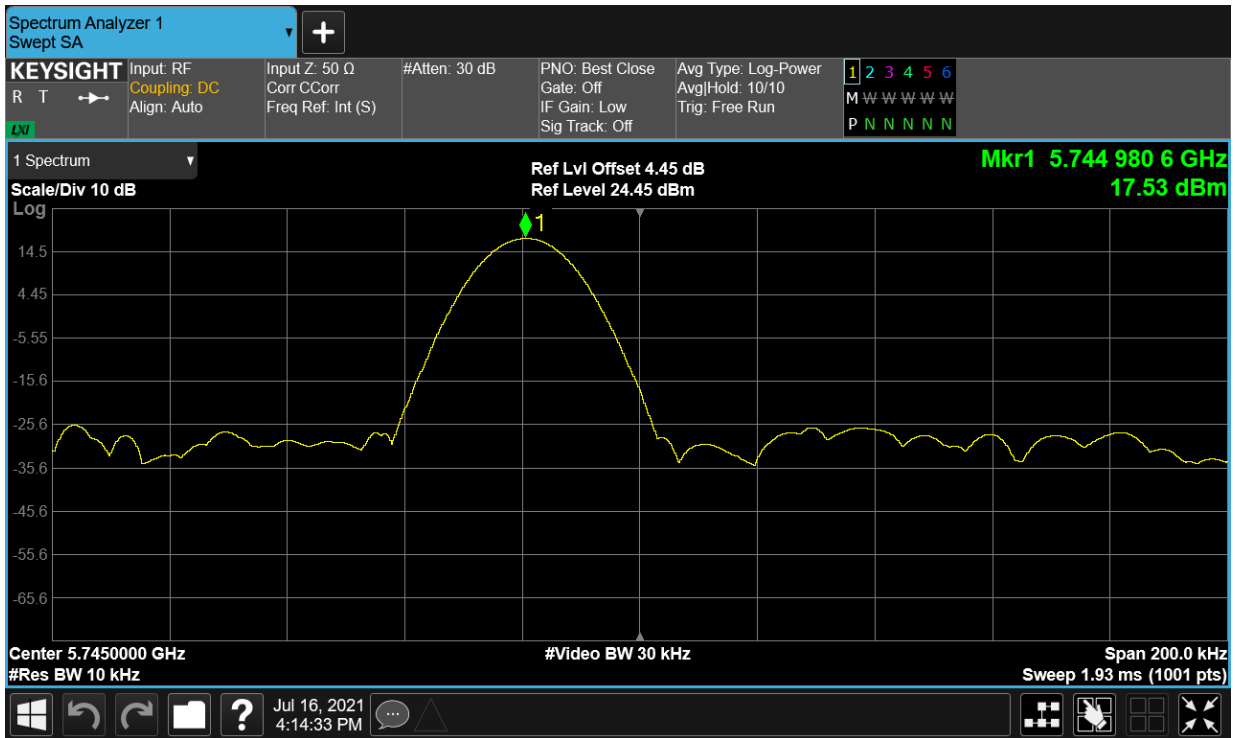 Spectrum Analyzer 1
Swept SA
▼
+
KEYSIGHT
R T
LXI
Input: RF
Coupling: DC
Align: Auto
Input Z: 50 Ω
Corr CCorr
Freq Ref: Int (S)
#Atten: 30 dB
PNO: Best Close
Gate: Off
IF Gain: Low
Sig Track: Off
Avg Type: Log-Power
Avg|Hold: 10/10
Trig: Free Run
1 2 3 4 5 6
M W W W W W
P N N N N N
1 Spectrum ▼
Scale/Div 10 dB
Ref Lvl Offset 4.45 dB
Ref Level 24.45 dBm
Mkr1 5.744 980 6 GHz
17.53 dBm
Log
1
14.5
4.45
-5.55
-15.6
-25.6
-35.6
-45.6
-55.6
-65.6
Center 5.7450000 GHz
#Video BW 30 kHz
Span 200.0 kHz
#Res BW 10 kHz
Sweep 1.93 ms (1001 pts)
?
Jul 16, 2021
4:14:33 PM